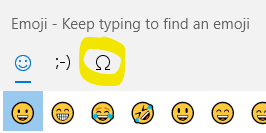 Emoji - Keep typing to find an emoji
;-) Ω